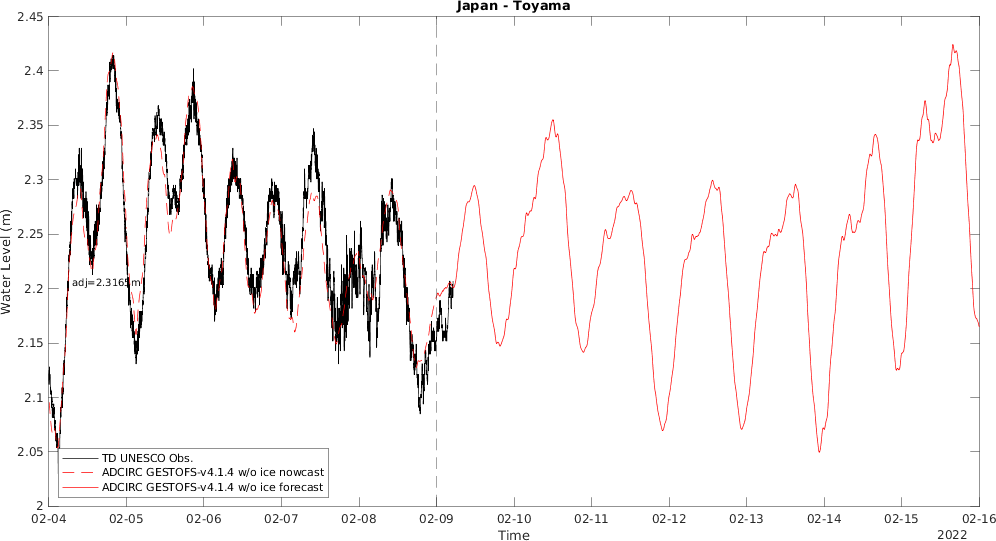 Japan - Toyama
2.45
2.4
2.35
2.3
2.25
2.2
2.15
2.1
2.05
2
Water Level (m)
adj=2.3165m
TD UNESCO Obs.
ADCIRC GESTOFS-v4.1.4 w/o ice nowcast
ADCIRC GESTOFS-v4.1.4 w/o ice forecast
02-04 02-05 02-06 02-07 02-08 02-09 02-10 02-11 02-12 02-13 02-14 02-15 02-16
Time
2022